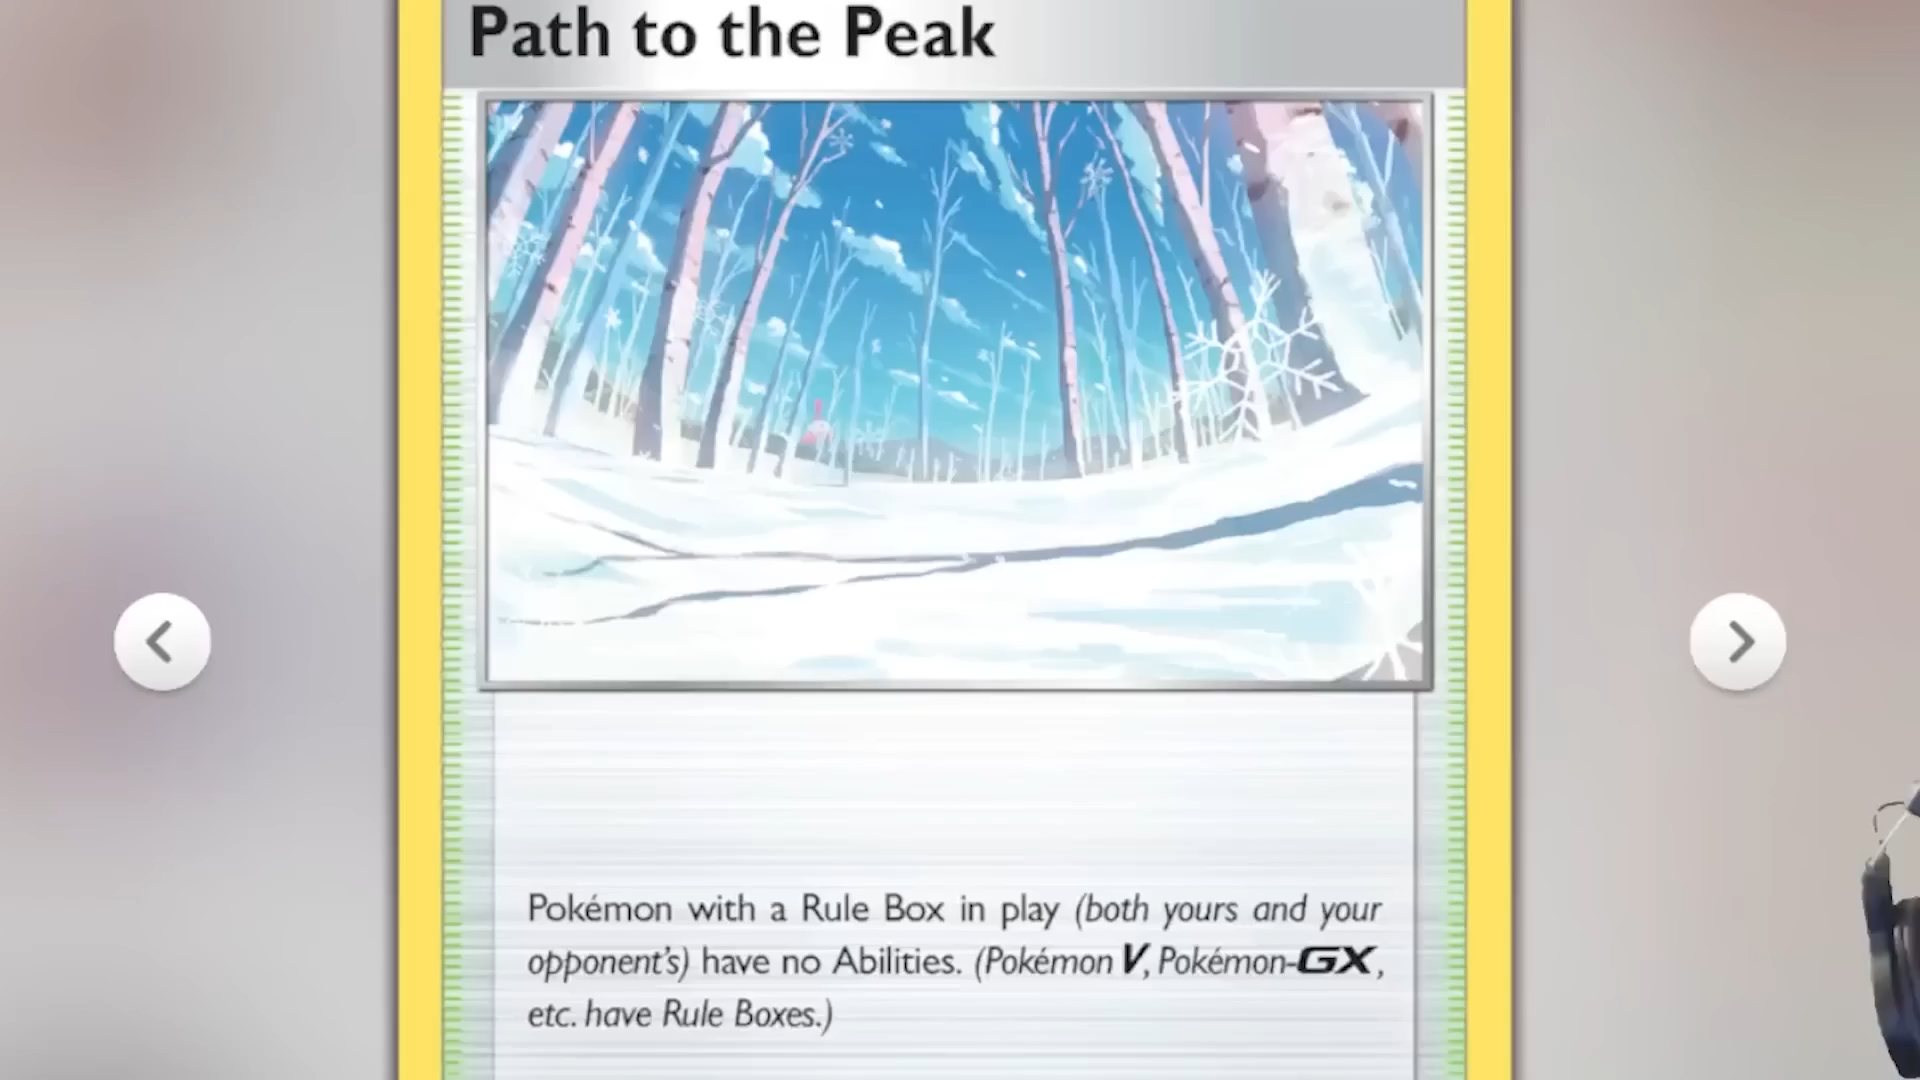 Path to the Peak
Pokémon with a Rule Box in play (both yours and your
opponent's) have no Abilities. (Pokémon V, Pokémon-GX,
etc. have Rule Boxes.)